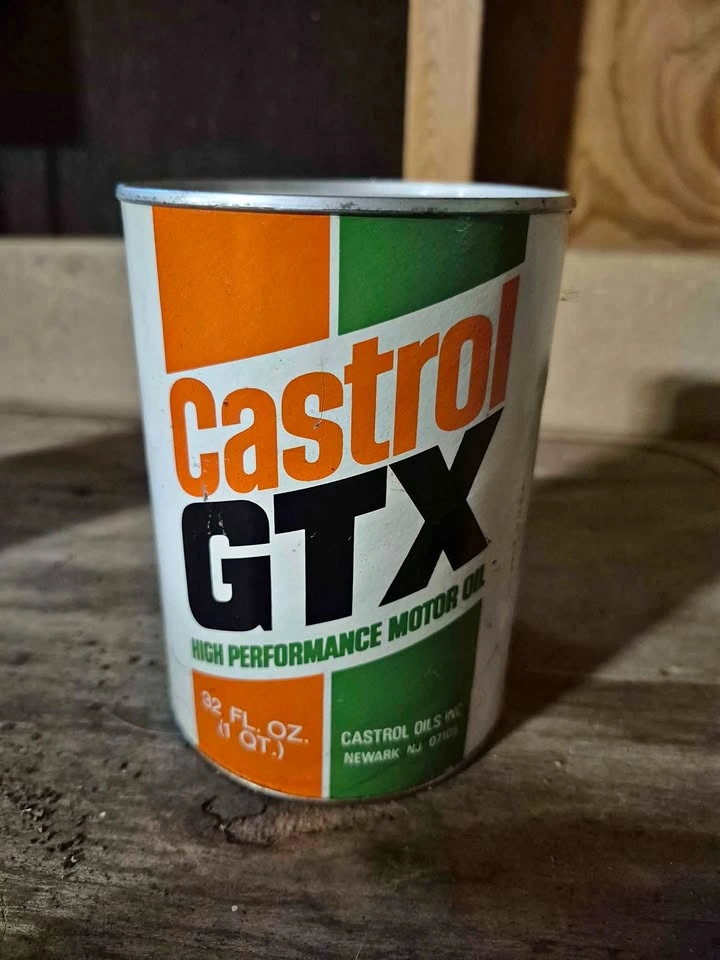 Castrol
GTX
HIGH PERFORMANCE MOTOR OIL
32 FL. OZ.
(1 QT.)
CASTROL OILS INC
NEWARK NJ